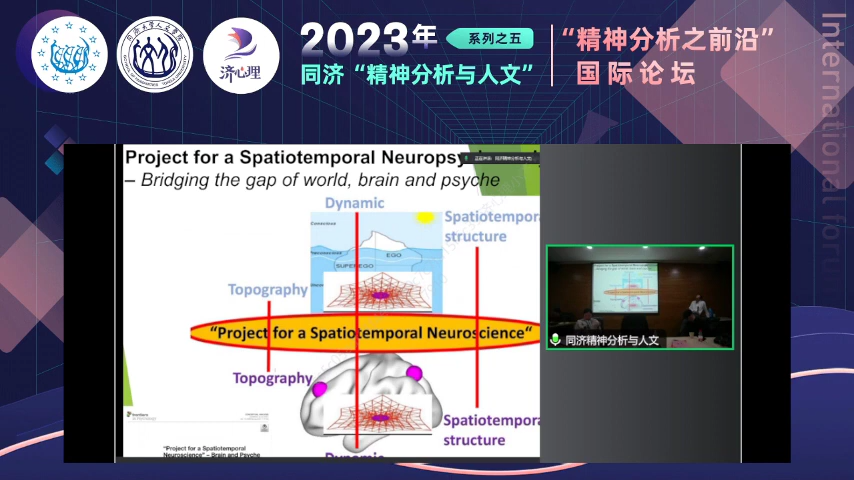 2023年
系列之五
同济“精神分析与人文”
“精神分析之前沿”
国际论坛
济心理
International forum
Project for a Spatiotemporal Neuropsy
– Bridging the gap of world, brain and psyche
Dynamic
Spatiotempora
structure
EGO
SUPEREGO
Topography
“Project for a Spatiotemporal Neuroscience“
Topography
Spatiotempora
structure
Dynamic
“Project for a Spatiotemporal
Neuroscience” – Brain and Psyche
同济精神分析与人文